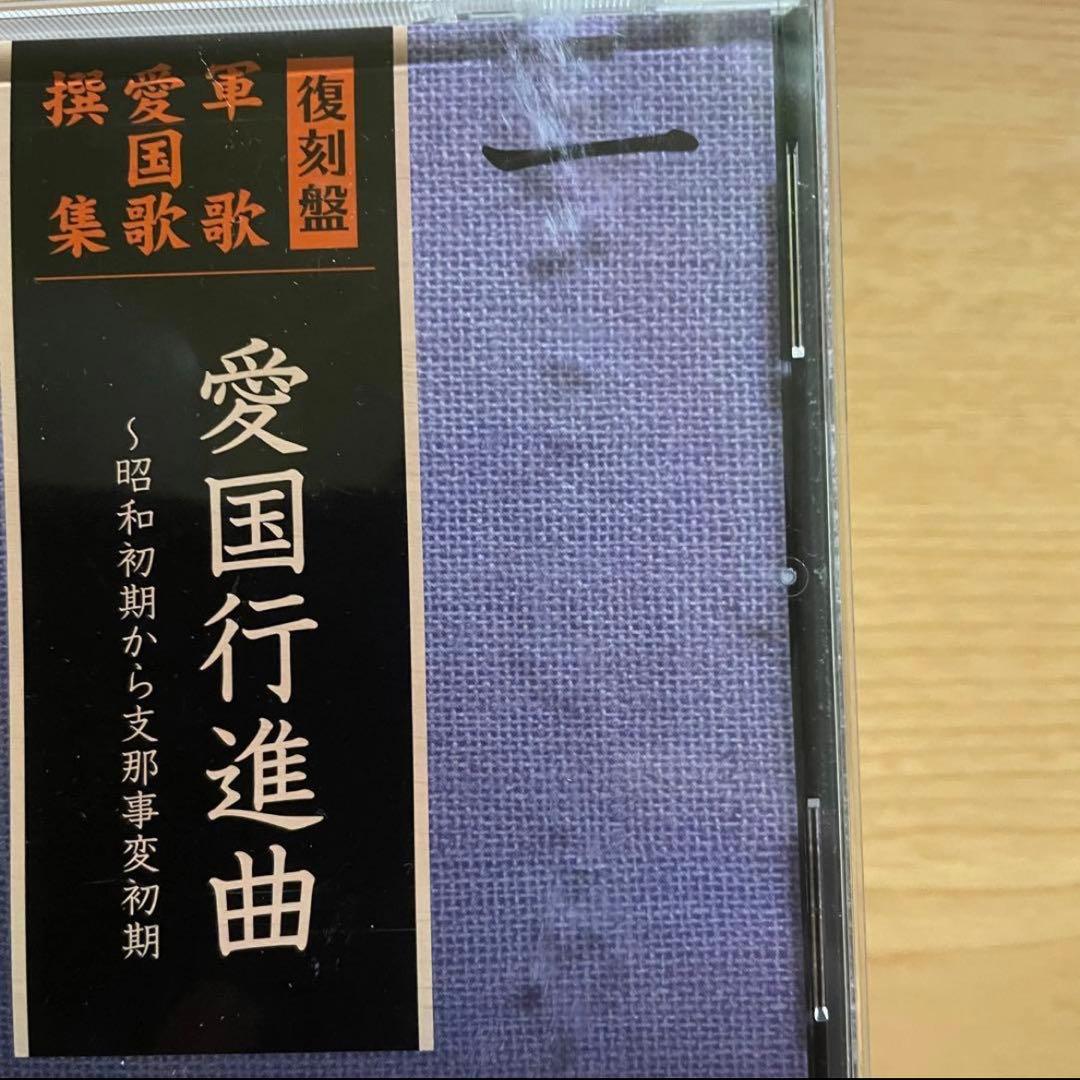 一
復刻盤
軍歌
愛国歌
撰集
愛国行進曲
～昭和初期から支那事変初期